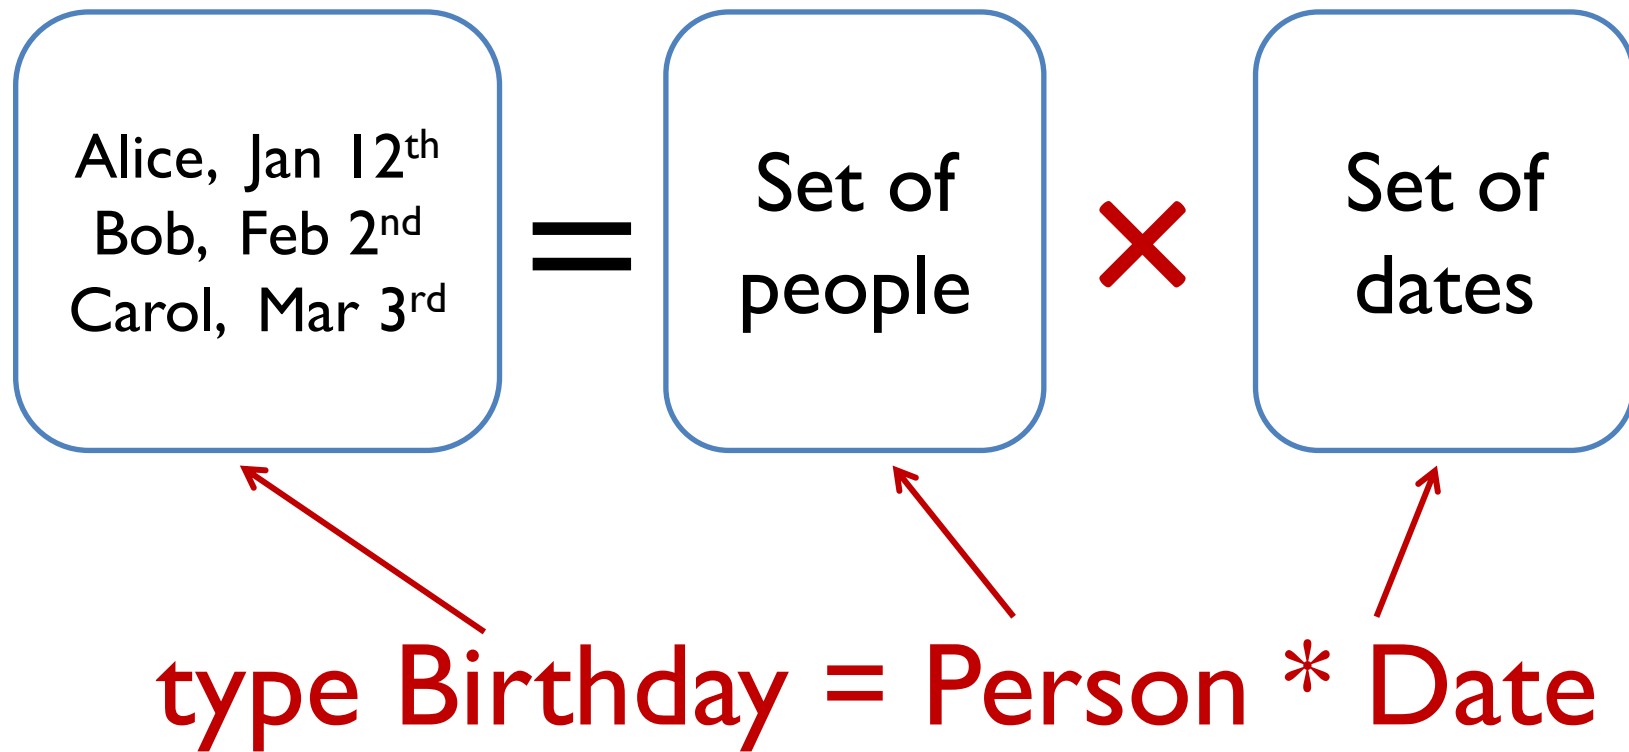 Alice, Jan 12th
Bob, Feb 2nd
Carol, Mar 3rd
=
Set of
people
×
Set of
dates
type Birthday = Person * Date